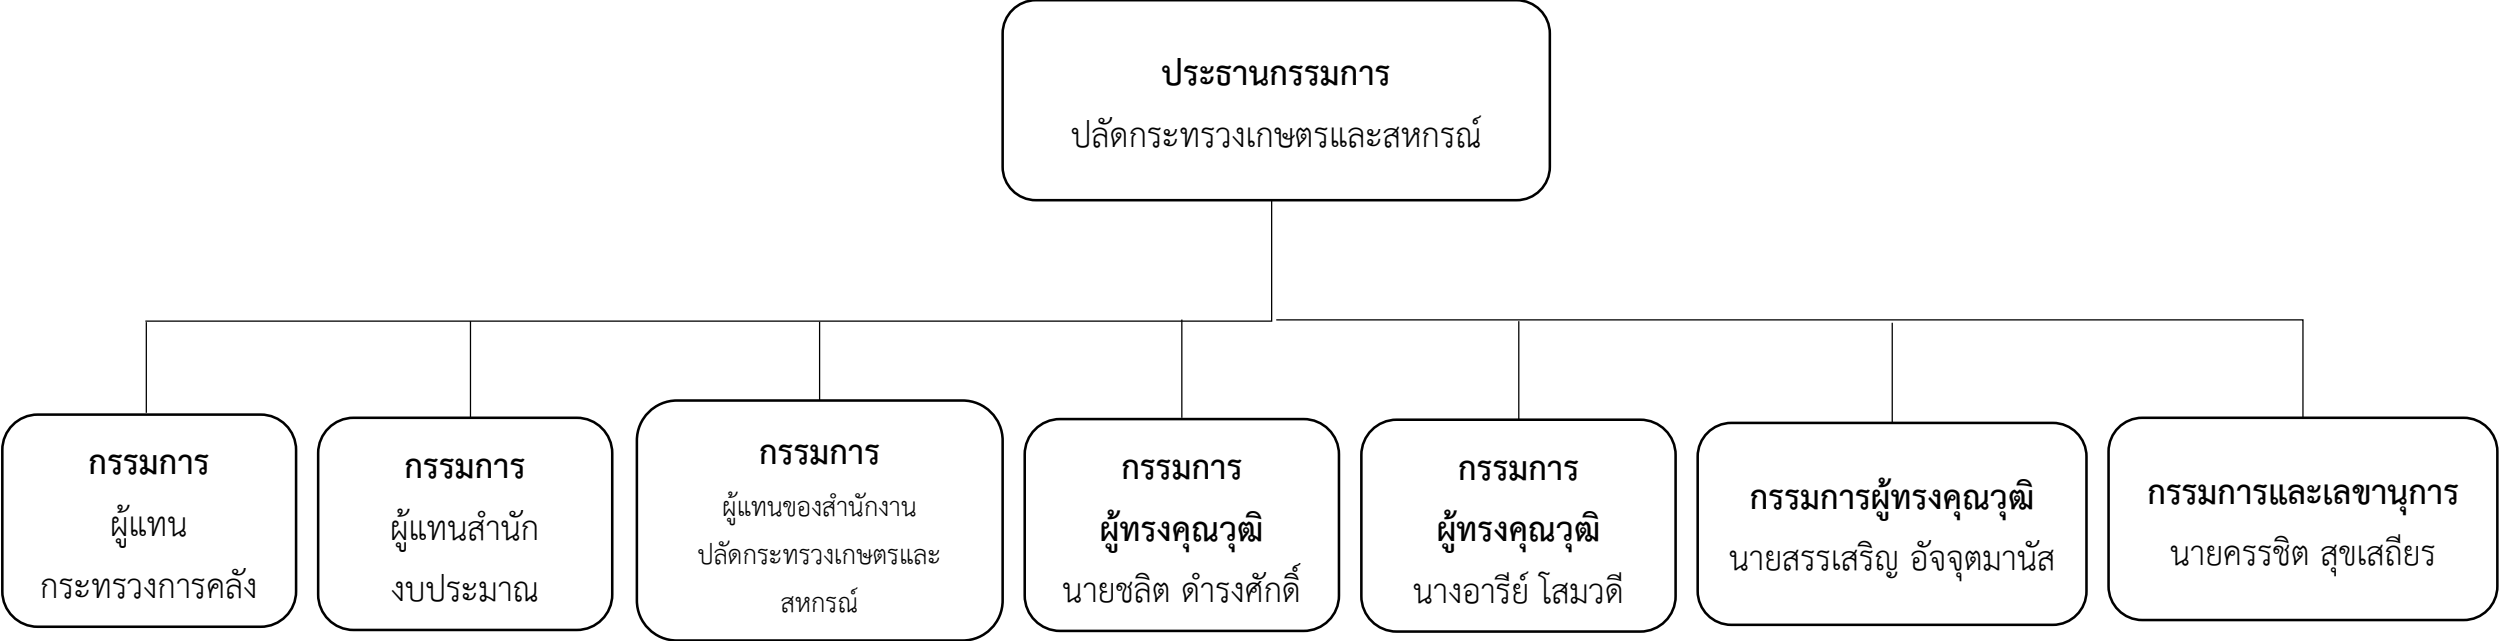 ประธานกรรมการ
ปลัดกระทรวงเกษตรและสหกรณ์
กรรมการ
ผู้แทน
กระทรวงการคลัง
กรรมการ
ผู้แทนสำนัก
งบประมาณ
กรรมการ
ผู้แทนของสำนักงาน
ปลัดกระทรวงเกษตรและ
สหกรณ์
กรรมการ
ผู้ทรงคุณวุฒิ
นายชลิต ดำรงศักดิ์
กรรมการ
ผู้ทรงคุณวุฒิ
นางอารีย์ โสมวดี
กรรมการผู้ทรงคุณวุฒิ
นายสรรเสริญ อัจจุตมานัส
กรรมการและเลขานุการ
นายครรชิต สุขเสถียร